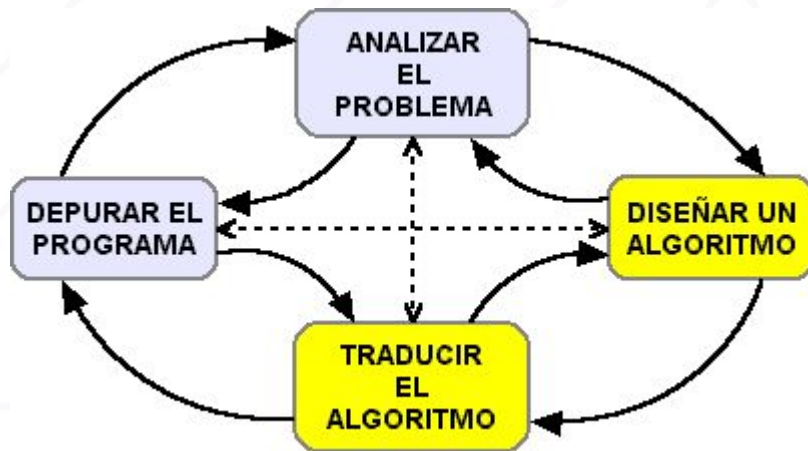 ANALIZAR
EL
PROBLEMA
DEPURAR EL
PROGRAMA
DISEÑAR UN
ALGORITMO
TRADUCIR
EL
ALGORITMO